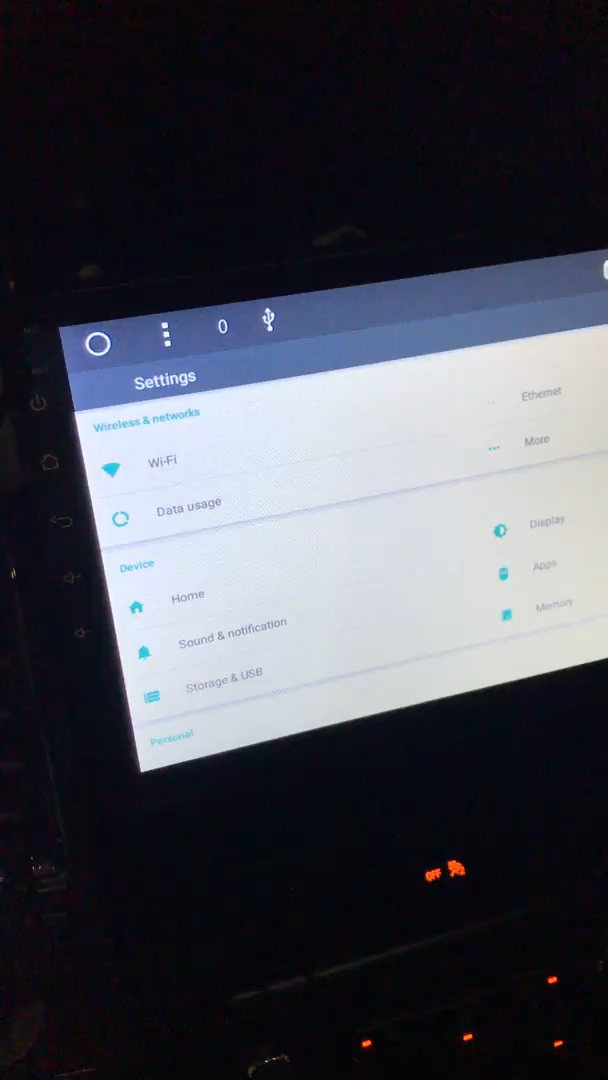 0
Settings
Wireless & networks
Wi-Fi
Ethernet
Data usage
More
Device
Home
Display
Sound & notification
Apps
Storage & USB
Memory
Personal
OFF